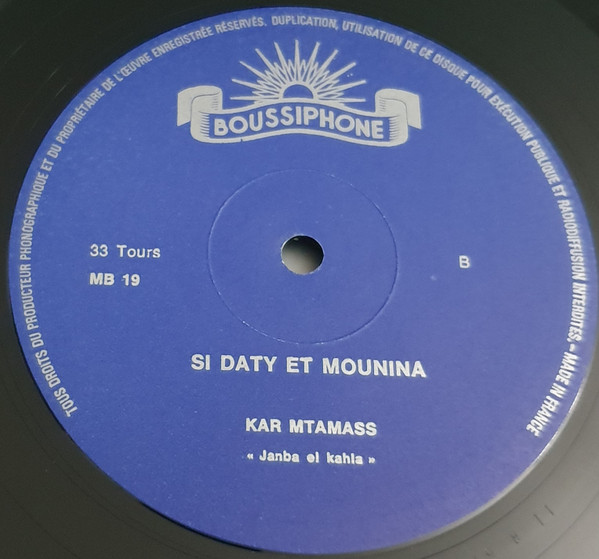 TOUS DROITS DU PRODUCTEUR PHONOGRAPHIQUE ET DU PROPRIÉTAIRE DE L'ŒUVRE ENREGISTRÉE RÉSERVÉS. DUPLICATION, UTILISATION DE CE DISQUE POUR EXÉCUTION PUBLIQUE ET RADIODIFFUSION INTERDITES. - MADE IN FRANCE
BOUSSIPHONE
33 Tours
MB 19
B
SI DATY ET MOUNINA
KAR MTAMASS
« Janba el kahla »